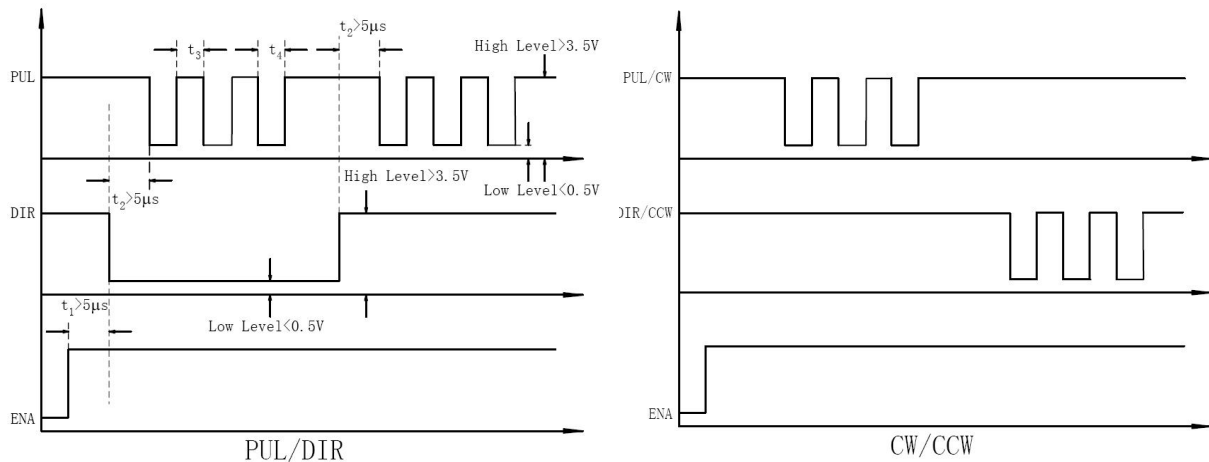 t2>5μs
High Level>3.5V
t3
t4
PUL
High Level>3.5V
Low Level<0.5V
t2>5μs
DIR
t1>5μs
Low Level<0.5V
ENA
PUL/DIR
PUL/CW
DIR/CCW
ENA
CW/CCW